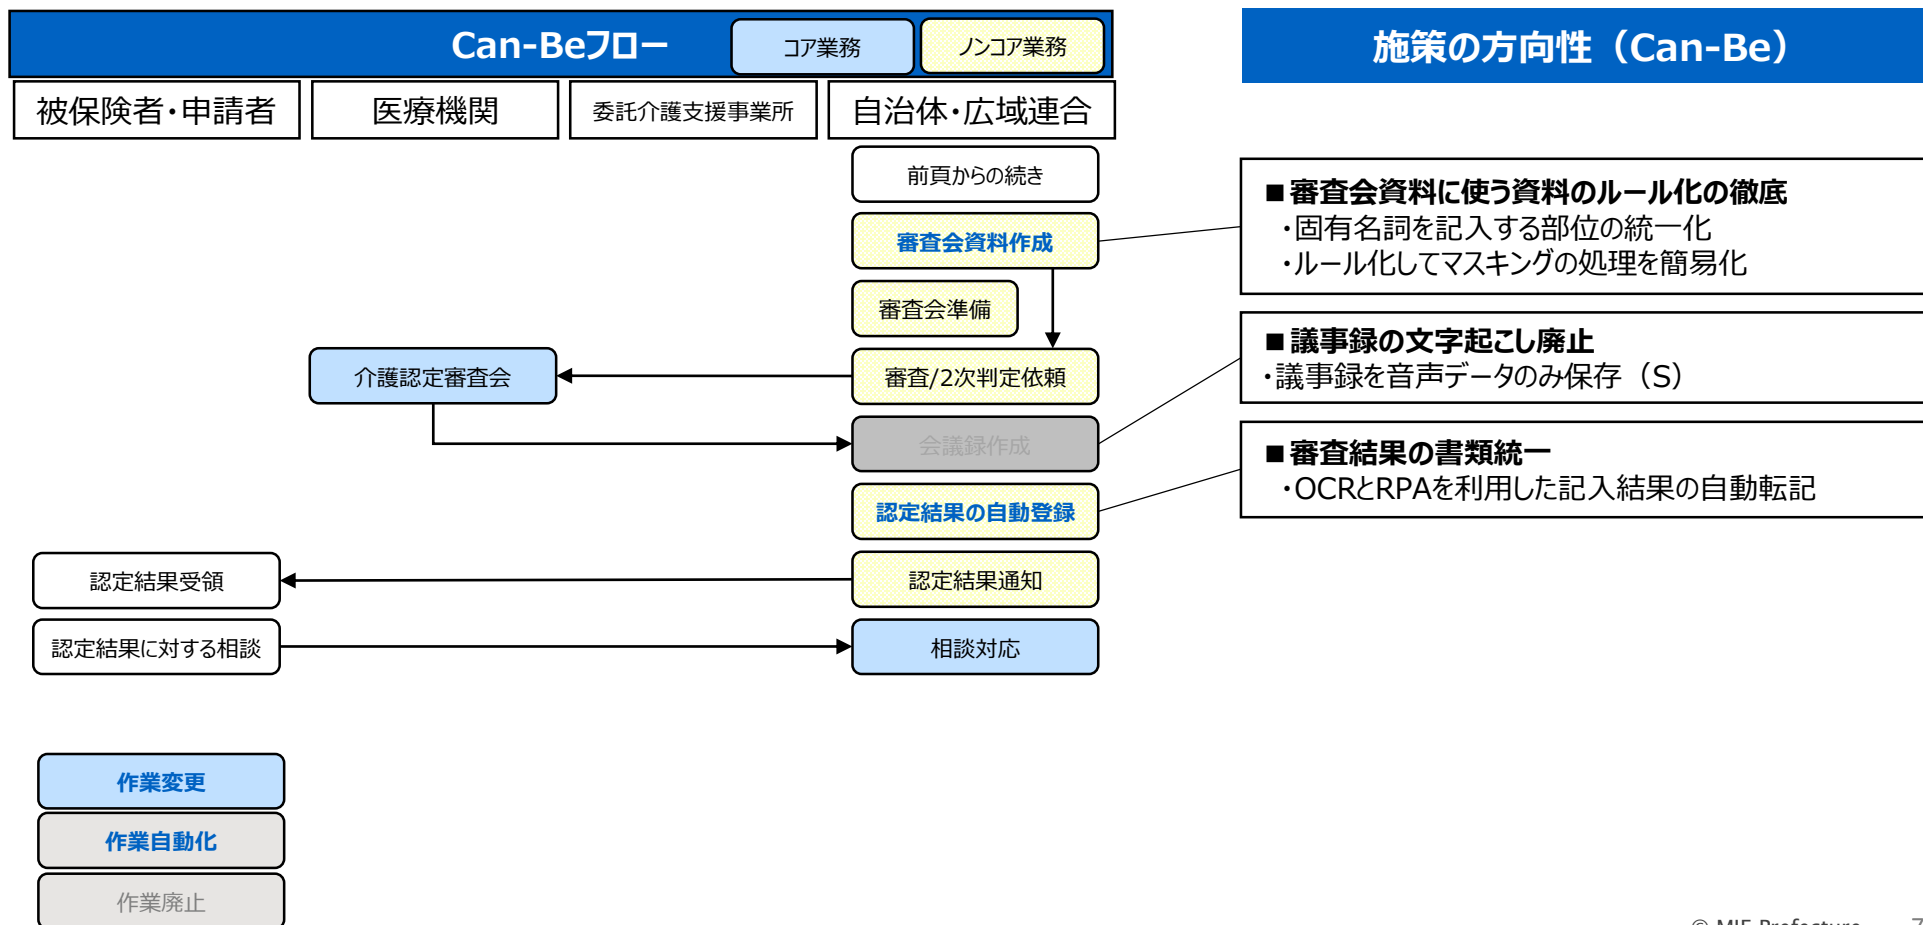 Can-Beフロー
コア業務
ノンコア業務
施策の方向性（Can-Be）
被保険者・申請者
医療機関
委託介護支援事業所
自治体・広域連合
前頁からの続き
審査会資料作成
審査会準備
介護認定審査会
審査/2次判定依頼
会議録作成
認定結果の自動登録
認定結果受領
認定結果通知
認定結果に対する相談
相談対応
■審査会資料に使う資料のルール化の徹底
・固有名詞を記入する部位の統一化
・ルール化してマスキングの処理を簡易化
■議事録の文字起こし廃止
・議事録を音声データのみ保存（S）
■審査結果の書類統一
・OCRとRPAを利用した記入結果の自動転記
作業変更
作業自動化
作業廃止
© MIE Prefecture